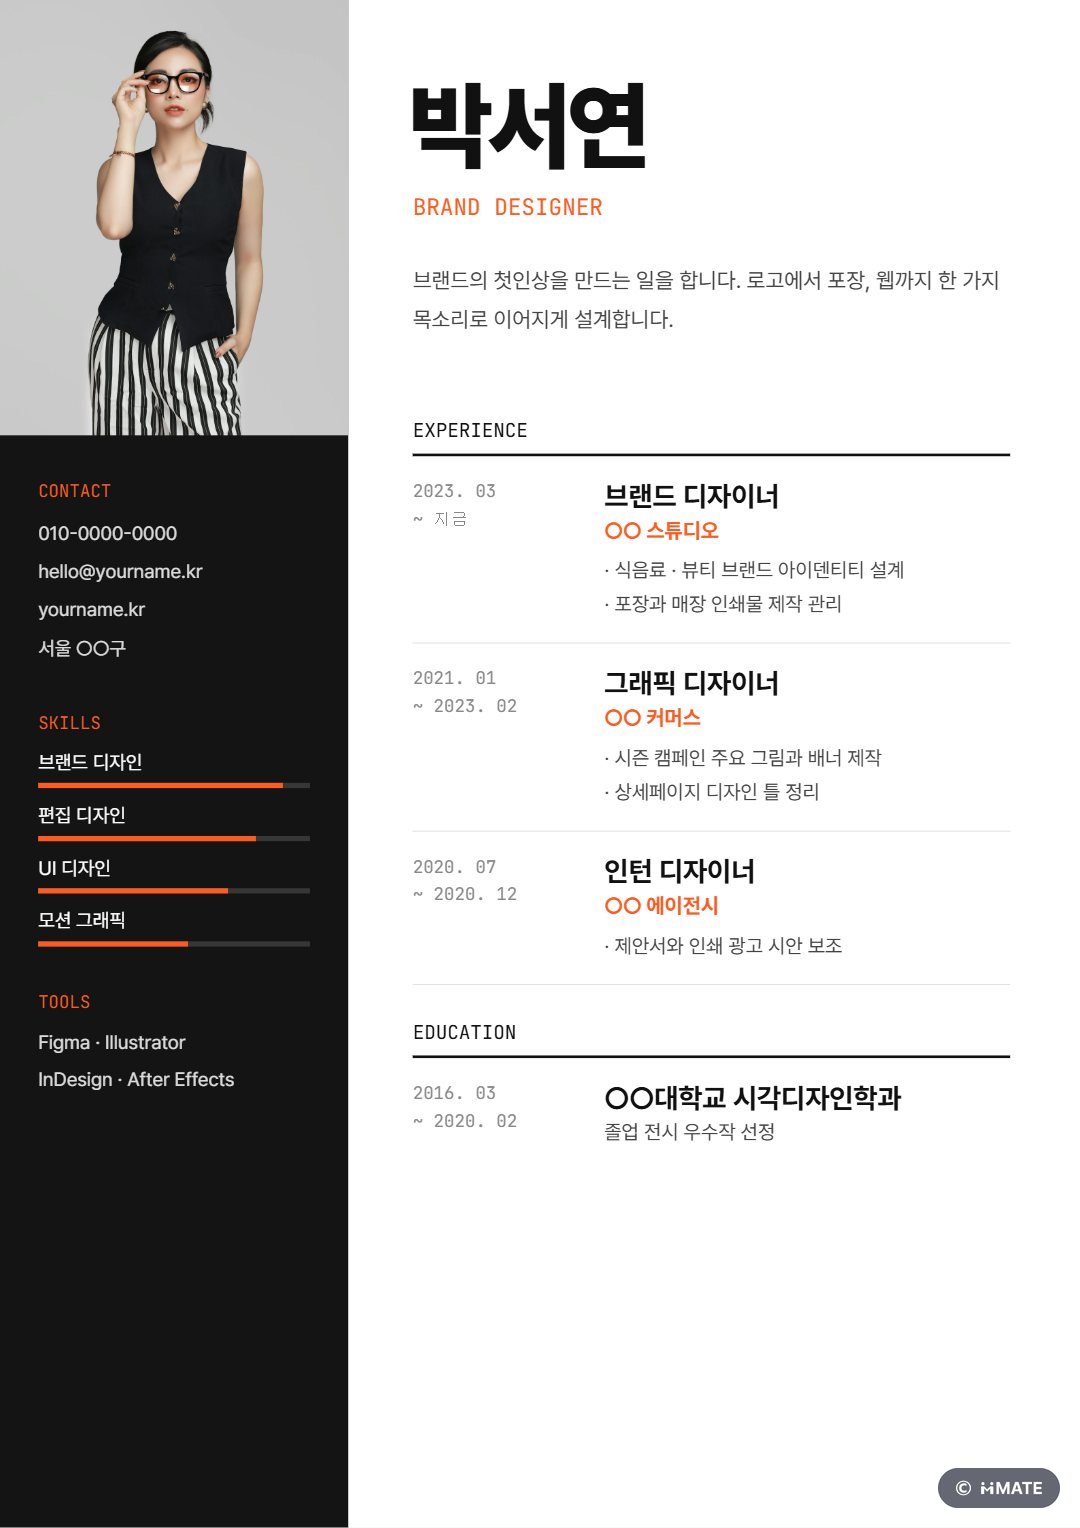 박서연
BRAND DESIGNER
브랜드의 첫인상을 만드는 일을 합니다. 로고에서 포장, 웹까지 한 가지
목소리로 이어지게 설계합니다.
CONTACT
010-0000-0000
hello@yourname.kr
yourname.kr
서울 〇〇구
SKILLS
브랜드 디자인
편집 디자인
UI 디자인
모션 그래픽
TOOLS
Figma · Illustrator
InDesign · After Effects
EXPERIENCE
2023. 03
~ 지금
브랜드 디자이너
〇〇 스튜디오
· 식음료 · 뷰티 브랜드 아이덴티티 설계
· 포장과 매장 인쇄물 제작 관리
2021. 01
~ 2023. 02
그래픽 디자이너
〇〇 커머스
· 시즌 캠페인 주요 그림과 배너 제작
· 상세페이지 디자인 틀 정리
2020. 07
~ 2020. 12
인턴 디자이너
〇〇 에이전시
· 제안서와 인쇄 광고 시안 보조
EDUCATION
2016. 03
~ 2020. 02
〇〇대학교 시각디자인학과
졸업 전시 우수작 선정
© MMATE